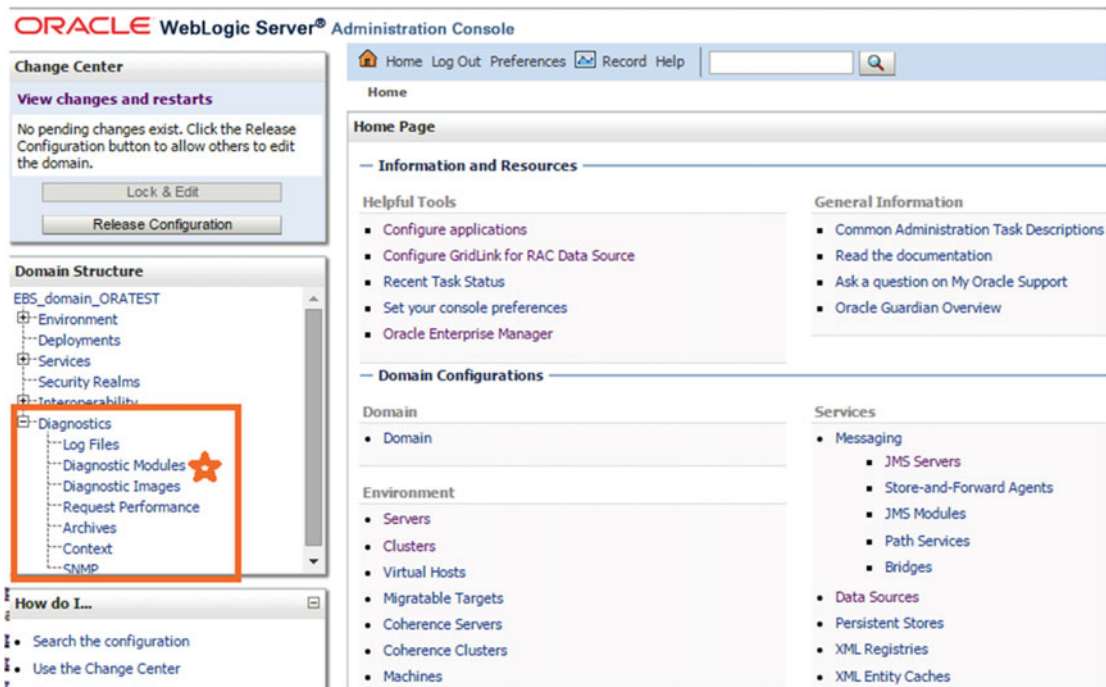 ORACLE WebLogic Server® Administration Console
Change Center
View changes and restarts
No pending changes exist. Click the Release
Configuration button to allow others to edit
the domain.
Lock & Edit
Release Configuration
Domain Structure
EBS_domain_ORATEST
Environment
Deployments
Services
Security Realms
Interoperability
Diagnostics
Log Files
Diagnostic Modules
Diagnostic Images
Request Performance
Archives
Context
SNMP
How do I...
Search the configuration
Use the Change Center
Home Log Out Preferences Record Help
Home
Home Page
Information and Resources
Helpful Tools
Configure applications
Configure GridLink for RAC Data Source
Recent Task Status
Set your console preferences
Oracle Enterprise Manager
General Information
Common Administration Task Descriptions
Read the documentation
Ask a question on My Oracle Support
Oracle Guardian Overview
Domain Configurations
Domain
Domain
Environment
Servers
Clusters
Virtual Hosts
Migratable Targets
Coherence Servers
Coherence Clusters
Machines
Services
Messaging
JMS Servers
Store-and-Forward Agents
JMS Modules
Path Services
Bridges
Data Sources
Persistent Stores
XML Registries
XML Entity Caches